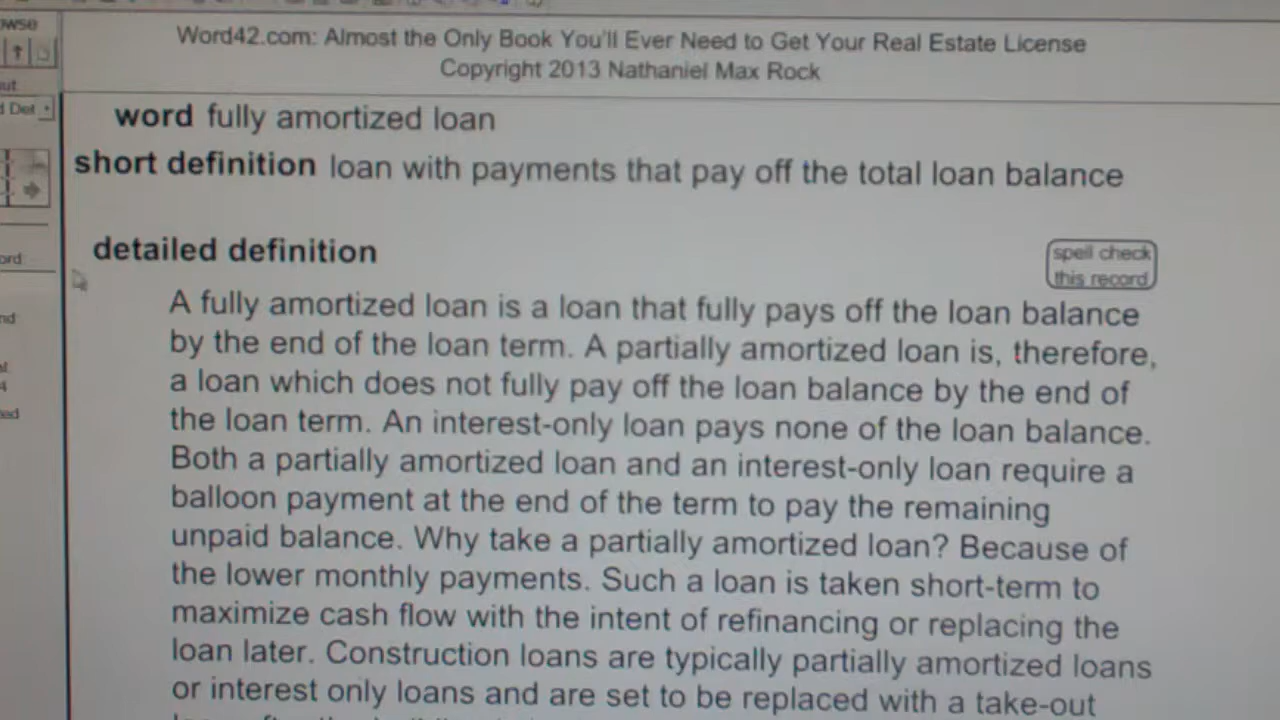 owse
Word42.com: Almost the Only Book You'll Ever Need to Get Your Real Estate License
Copyright 2013 Nathaniel Max Rock
word fully amortized loan
short definition loan with payments that pay off the total loan balance
detailed definition
spell check
this record
A fully amortized loan is a loan that fully pays off the loan balance
by the end of the loan term. A partially amortized loan is, therefore,
a loan which does not fully pay off the loan balance by the end of
the loan term. An interest-only loan pays none of the loan balance.
Both a partially amortized loan and an interest-only loan require a
balloon payment at the end of the term to pay the remaining
unpaid balance. Why take a partially amortized loan? Because of
the lower monthly payments. Such a loan is taken short-term to
maximize cash flow with the intent of refinancing or replacing the
loan later. Construction loans are typically partially amortized loans
or interest only loans and are set to be replaced with a take-out